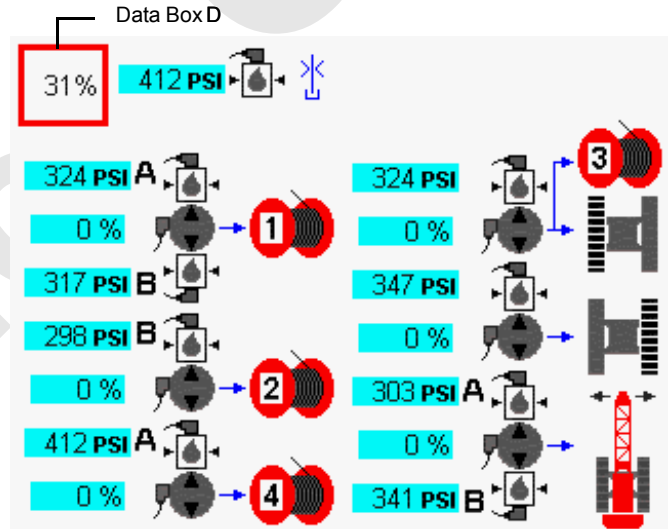 Data Box D
31% 412 PSI
324 PSI A
0 %
1
317 PSI B
298 PSI B
0 %
2
412 PSI A
0 %
4
3
324 PSI
0 %
347 PSI
0 %
303 PSI A
0 %
341 PSI B